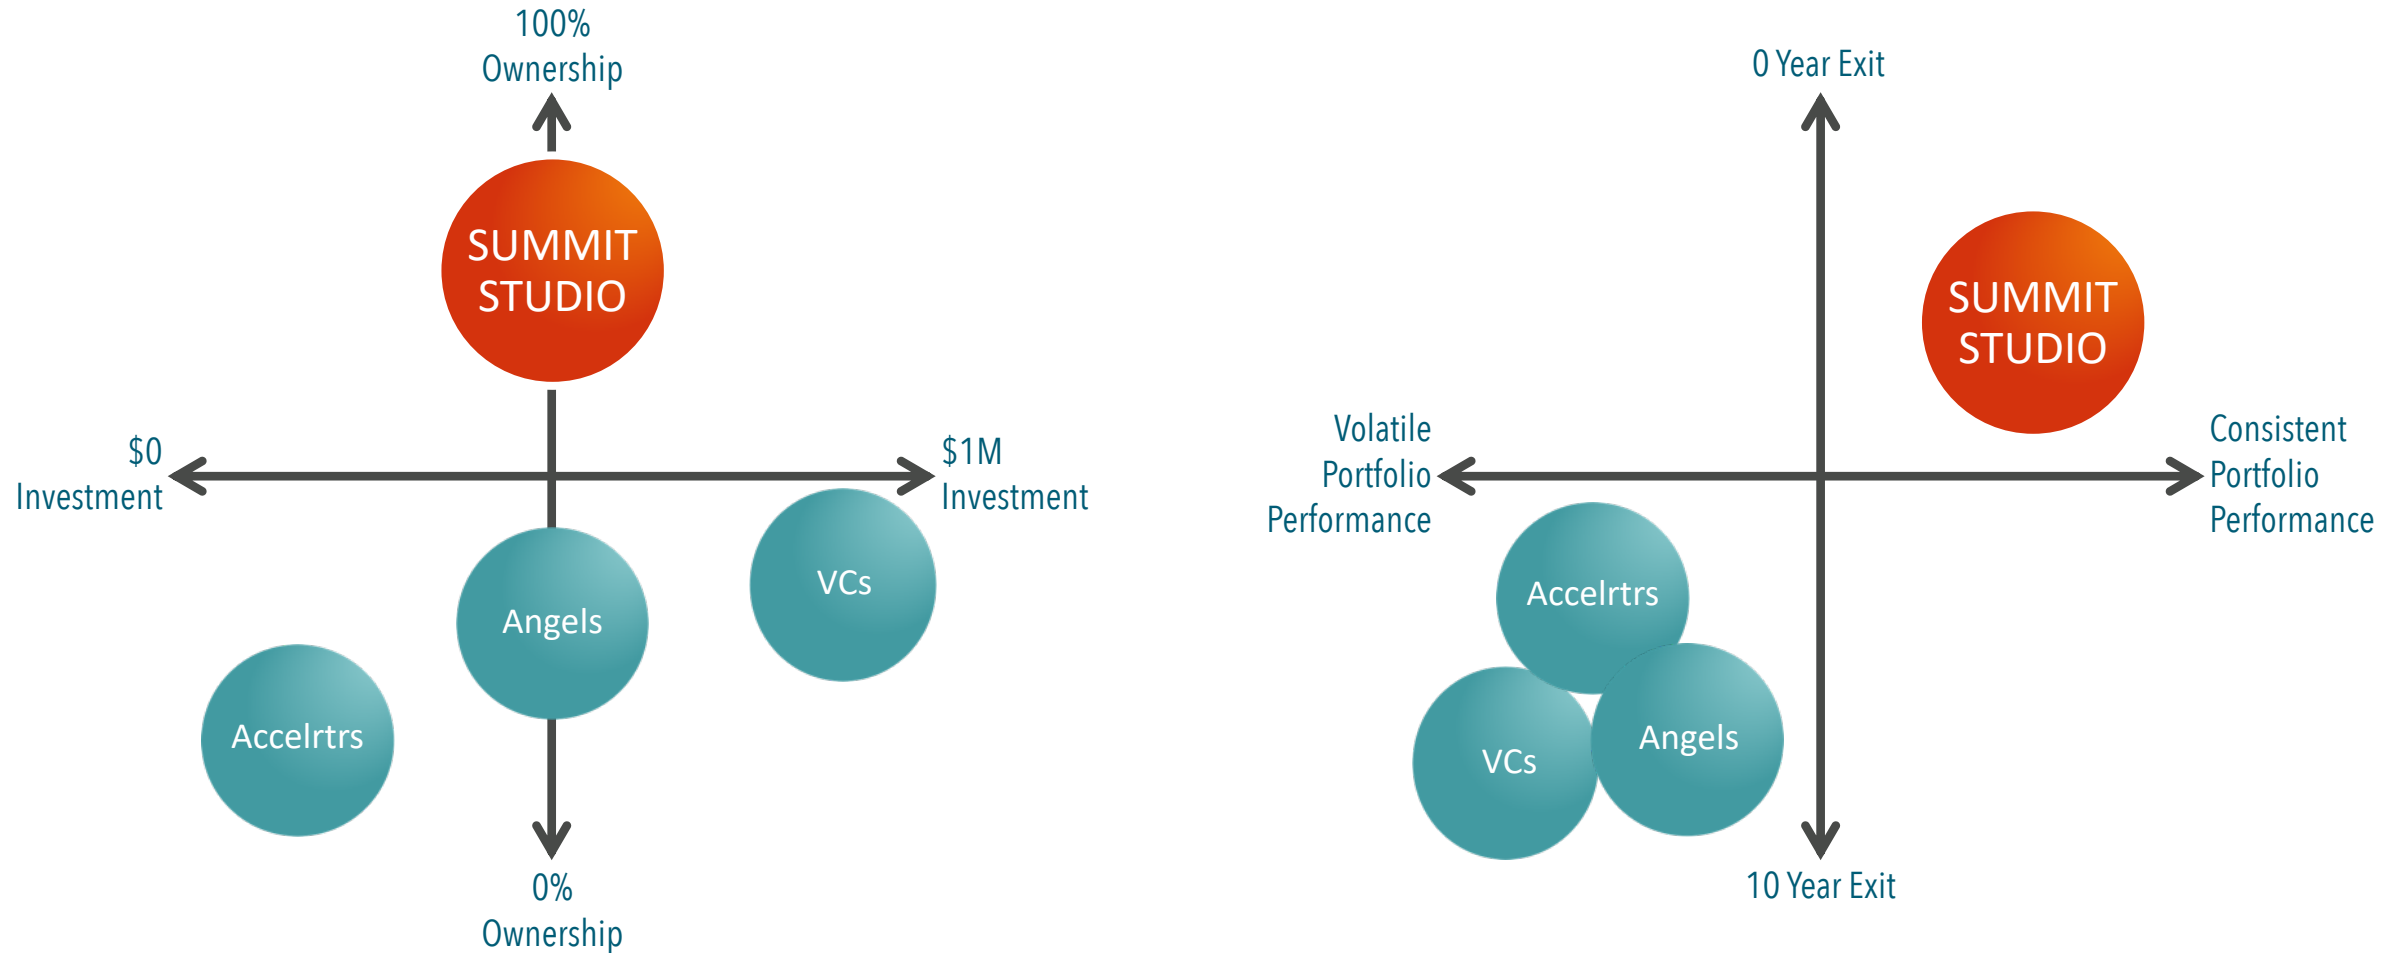 100%
Ownership
SUMMIT
STUDIO
$0
Investment
$1M
Investment
Angels
VCs
Accelrtrs
0%
Ownership
0 Year Exit
SUMMIT
STUDIO
Volatile
Portfolio
Performance
Consistent
Portfolio
Performance
Accelrtrs
Angels
VCs
10 Year Exit